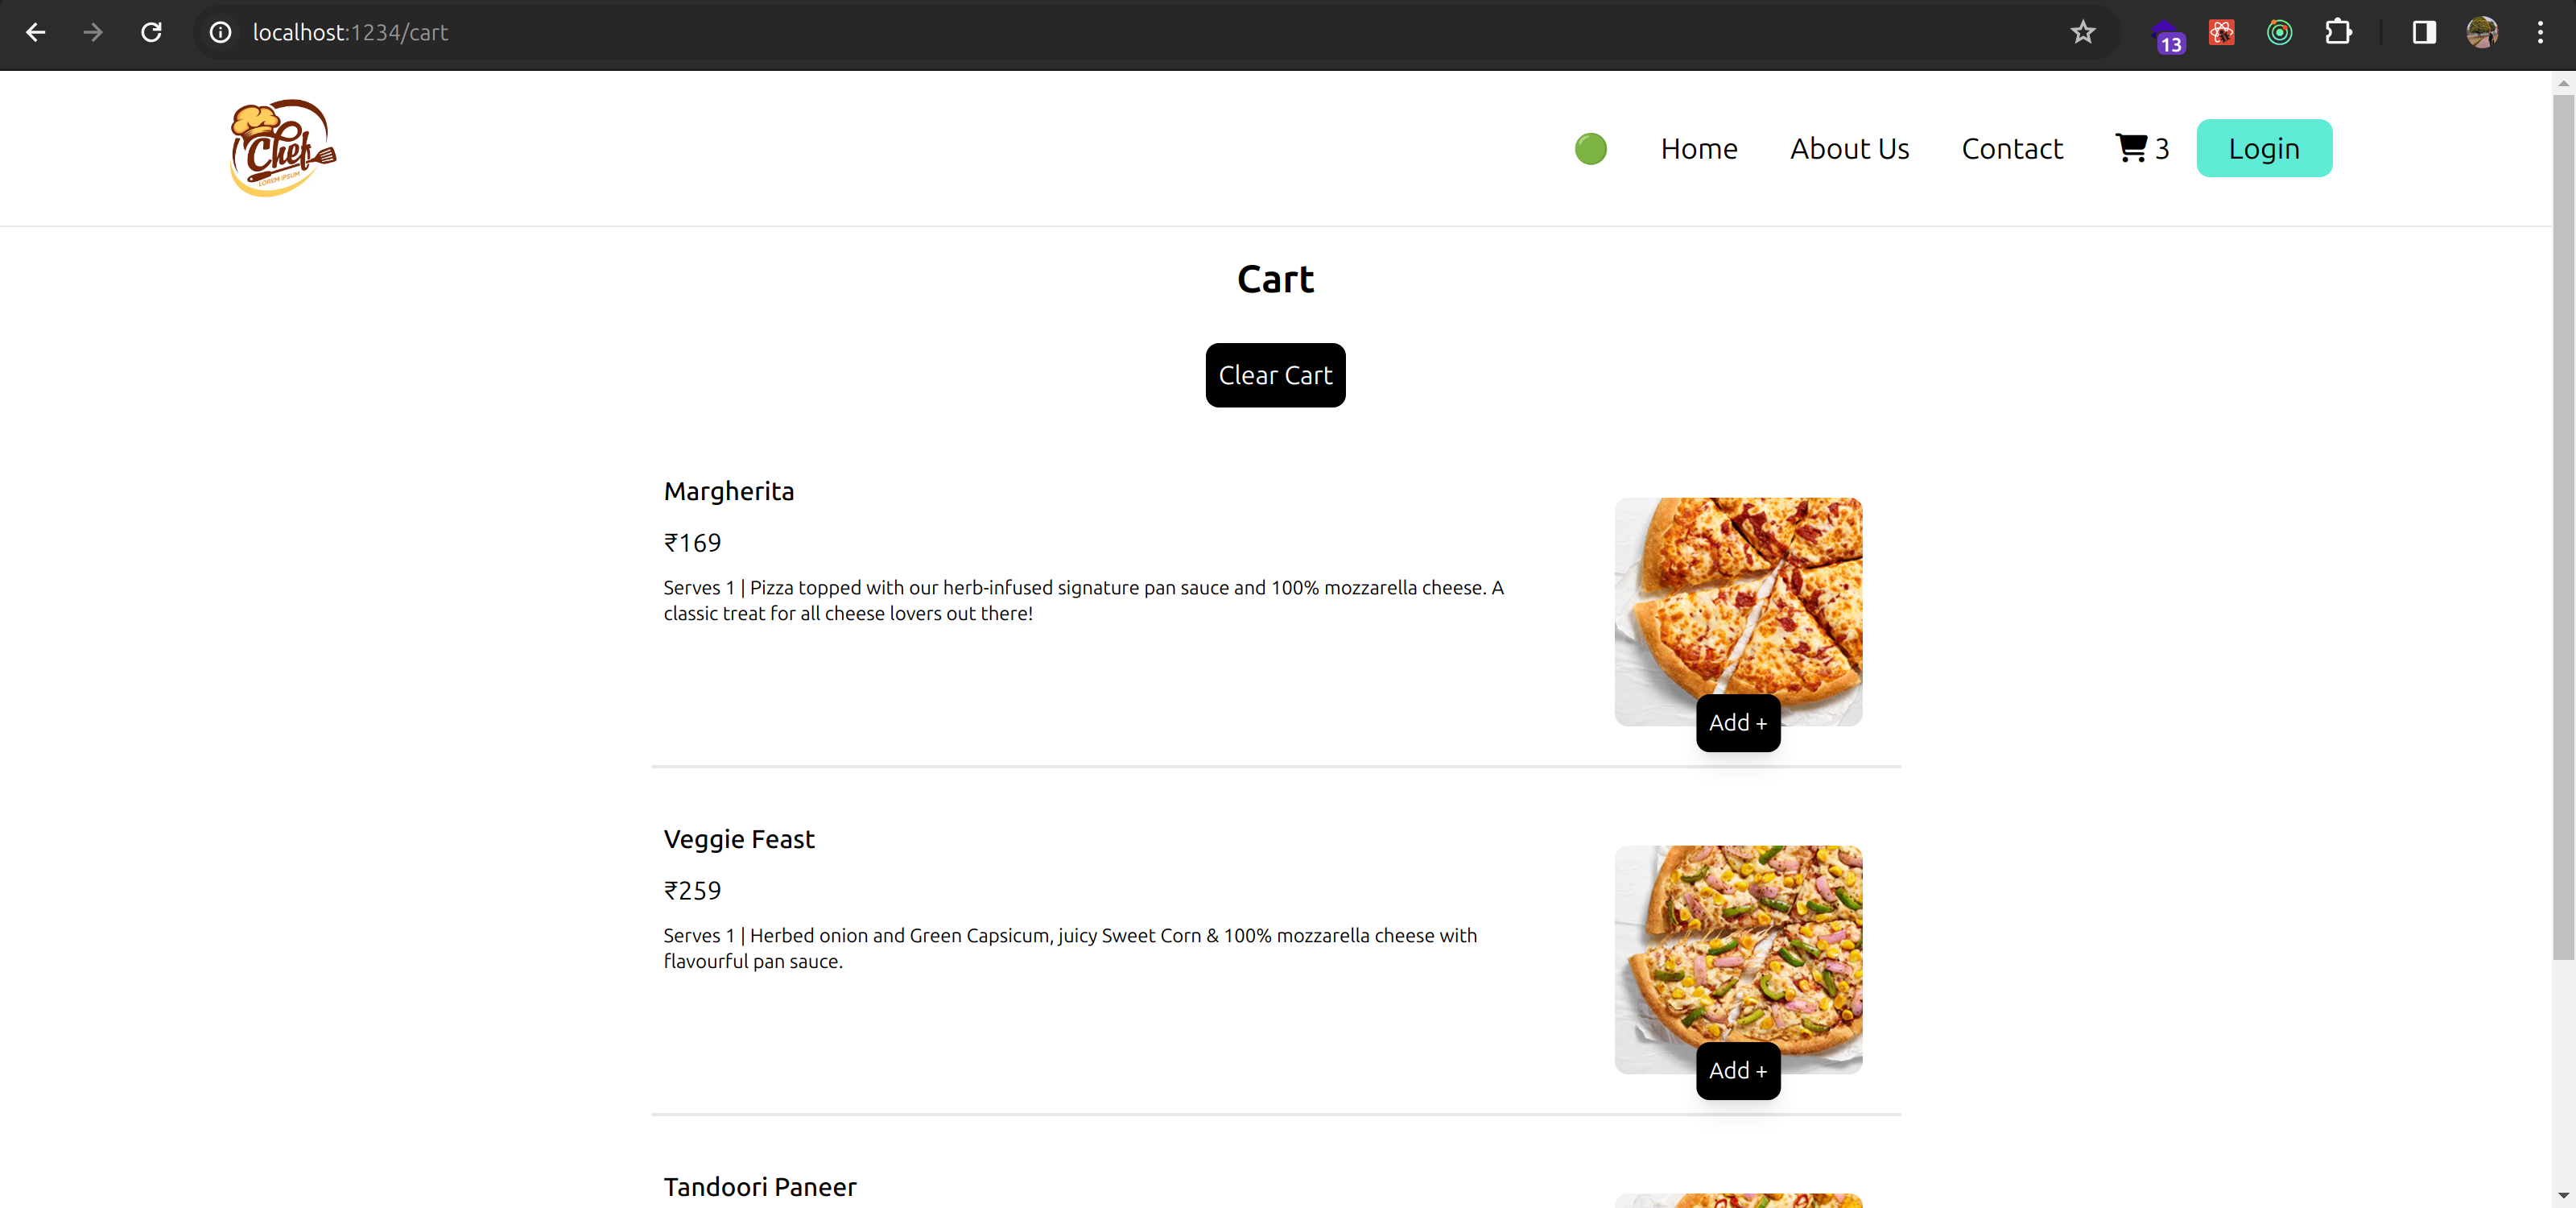 localhost:1234/cart
13
Chef
LOREM IPSUM
Home
About Us
Contact
3
Login
Cart
Clear Cart
Margherita
₹169
Serves 1 | Pizza topped with our herb-infused signature pan sauce and 100% mozzarella cheese. A
classic treat for all cheese lovers out there!
Add +
Veggie Feast
₹259
Serves 1 | Herbed onion and Green Capsicum, juicy Sweet Corn & 100% mozzarella cheese with
flavourful pan sauce.
Add +
Tandoori Paneer